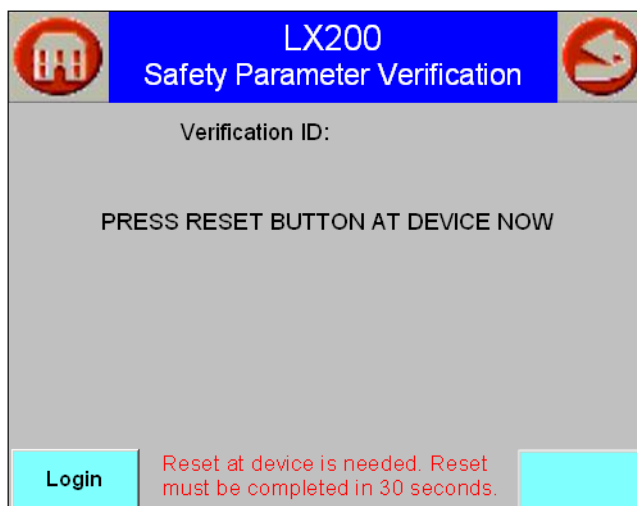 LX200
Safety Parameter Verification
Verification ID:
PRESS RESET BUTTON AT DEVICE NOW
Login
Reset at device is needed. Reset
must be completed in 30 seconds.